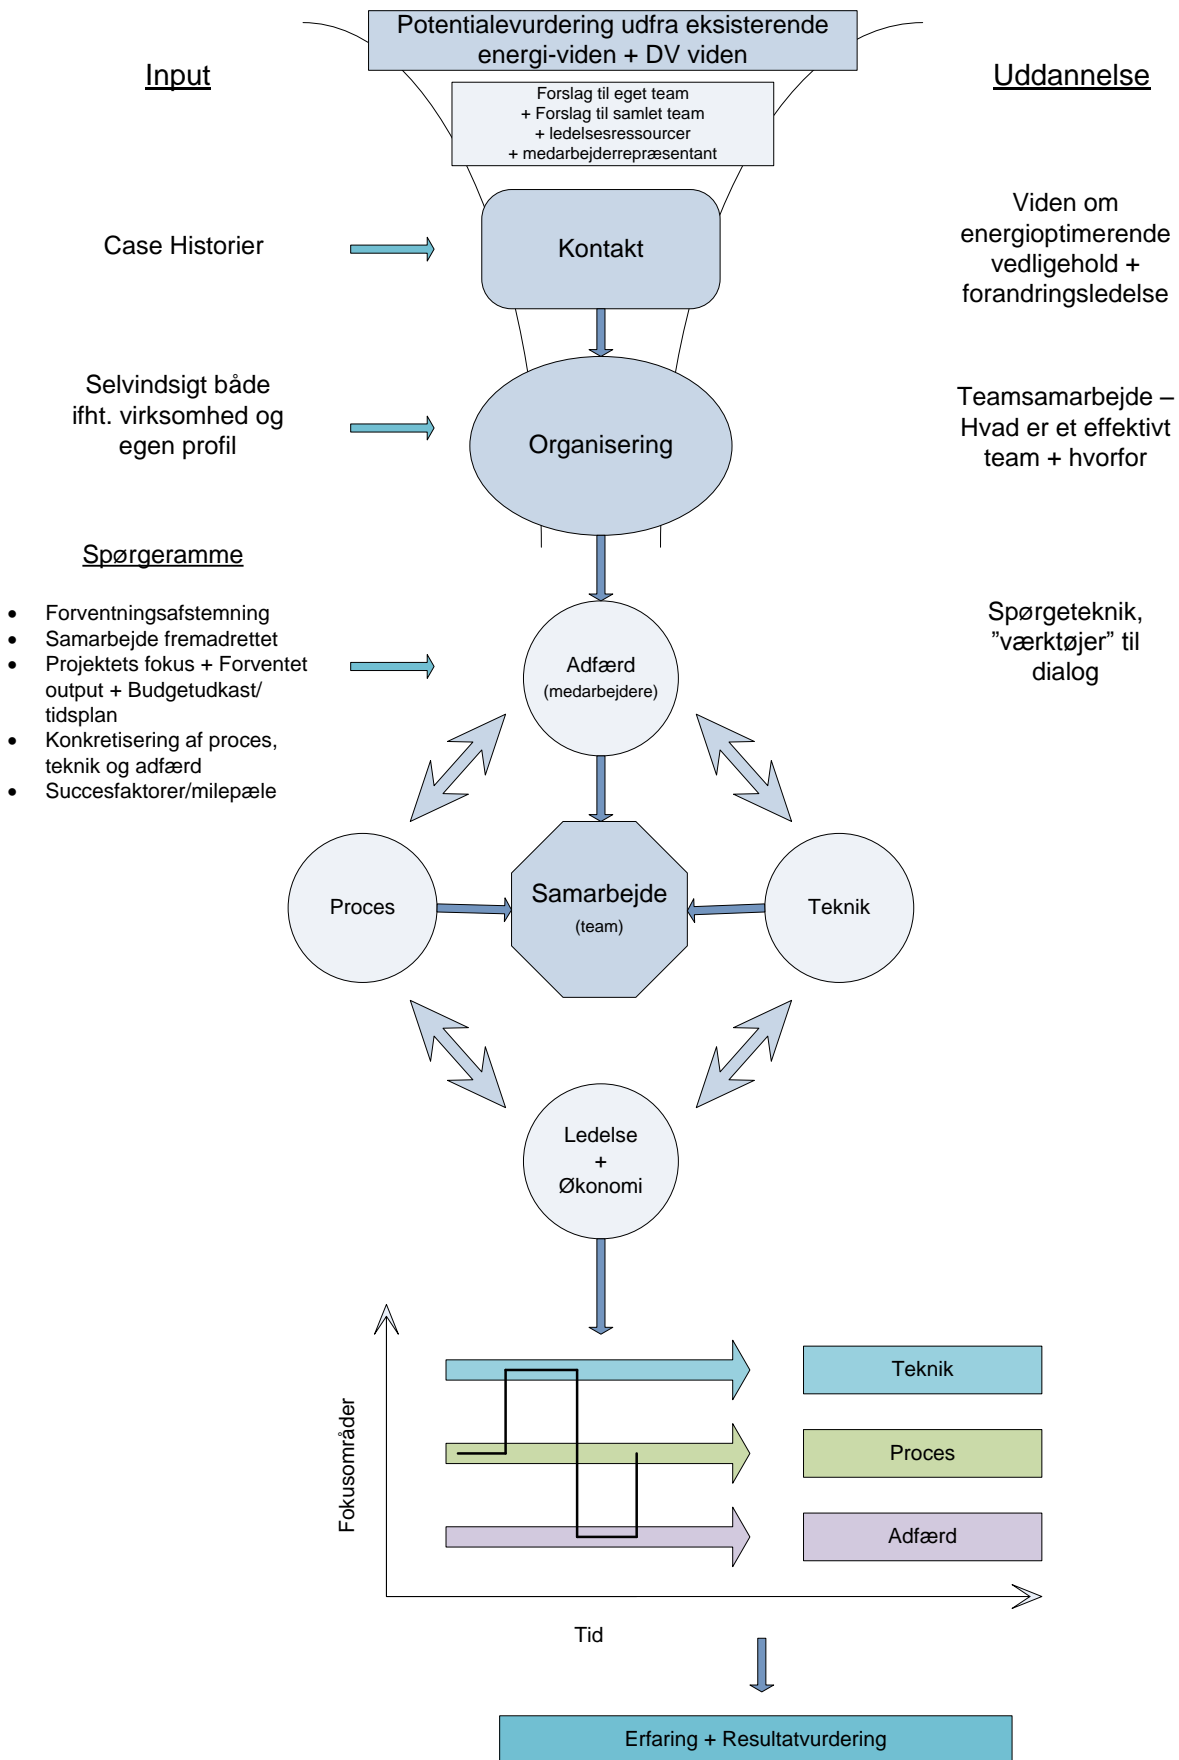 Potentialevurdering udfra eksisterende
energi-viden + DV viden
Input
Uddannelse
Forslag til eget team
+ Forslag til samlet team
+ ledelsesressourcer
+ medarbejderrepræsentant
Case Historier
Kontakt
Viden om
energioptimerende
vedligehold +
forandringsledelse
Selvindsigt både
ifht. virksomhed og
egen profil
Organisering
Teamsamarbejde –
Hvad er et effektivt
team + hvorfor
Spørgeramme
• Forventningsafstemning
• Samarbejde fremadrettet
• Projektets fokus + Forventet
output + Budgetudkast/
tidsplan
• Konkretisering af proces,
teknik og adfærd
• Succesfaktorer/milepæle
Adfærd
(medarbejdere)
Spørgeteknik,
”værktøjer” til
dialog
Proces
Samarbejde
(team)
Teknik
Ledelse
+
Økonomi
Fokusområder
Teknik
Proces
Adfærd
Tid
Erfaring + Resultatvurdering